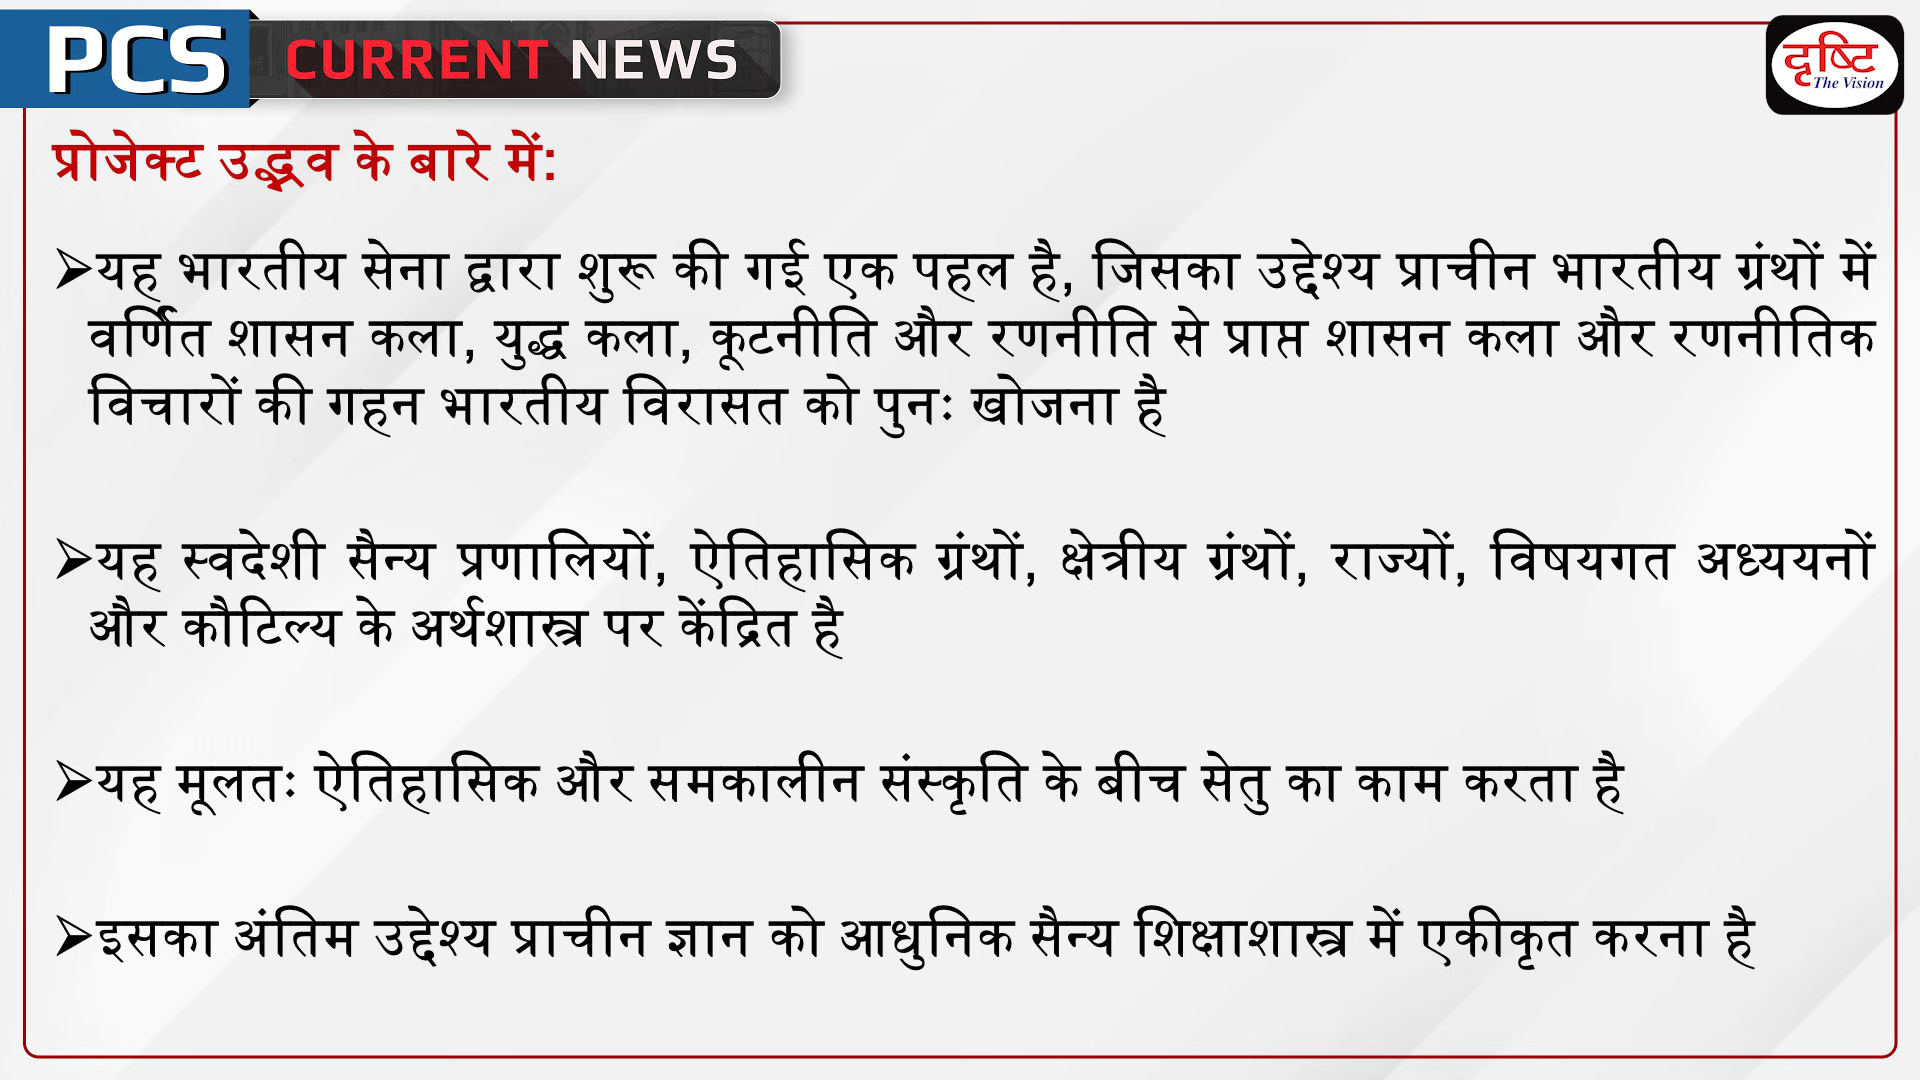 PCS CURRENT NEWS
दृष्टि
The Vision
प्रोजेक्ट उद्भव के बारे में:
➢यह भारतीय सेना द्वारा शुरू की गई एक पहल है, जिसका उद्देश्य प्राचीन भारतीय ग्रंथों में
वर्णित शासन कला, युद्ध कला, कूटनीति और रणनीति से प्राप्त शासन कला और रणनीतिक
विचारों की गहन भारतीय विरासत को पुनः खोजना है
➢यह स्वदेशी सैन्य प्रणालियों, ऐतिहासिक ग्रंथों, क्षेत्रीय ग्रंथों, राज्यों, विषयगत अध्ययनों
और कौटिल्य के अर्थशास्त्र पर केंद्रित है
➢यह मूलतः ऐतिहासिक और समकालीन संस्कृति के बीच सेतु का काम करता है
➢इसका अंतिम उद्देश्य प्राचीन ज्ञान को आधुनिक सैन्य शिक्षाशास्त्र में एकीकृत करना है